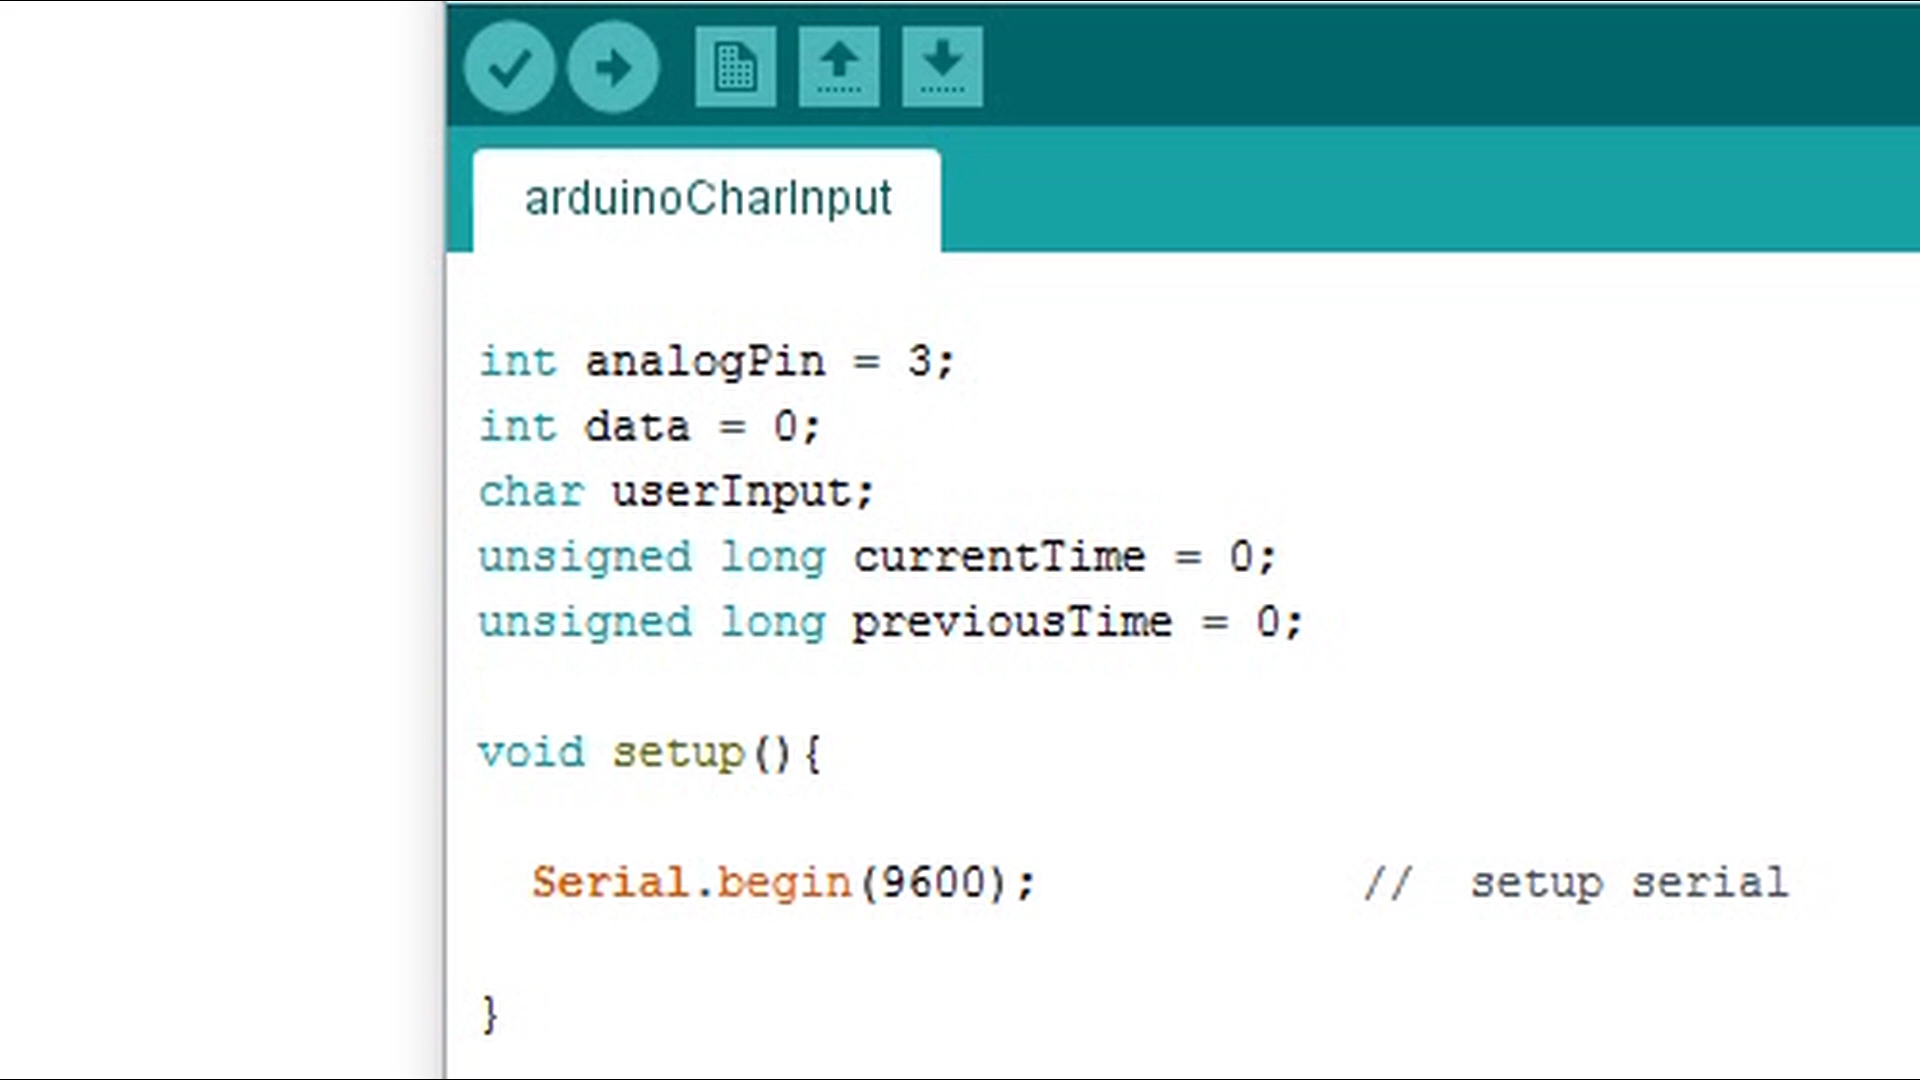 arduinoCharInput
int analogPin = 3;
int data = 0;
char userInput;
unsigned long currentTime = 0;
unsigned long previousTime = 0;
void setup(){
Serial.begin(9600); // setup serial
}